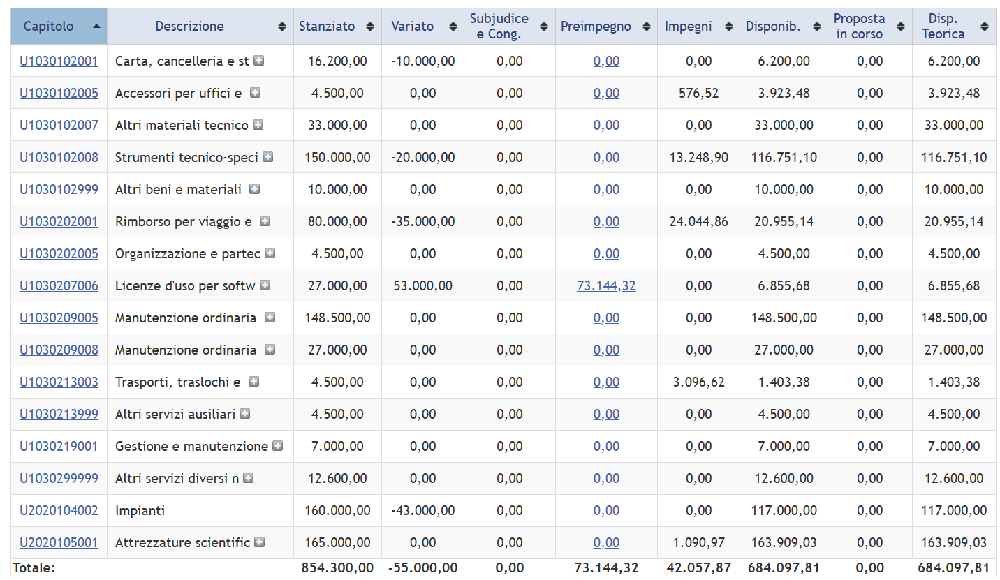 Capitolo Descrizione Stanziato Variato Subjudice e Cong. Preimpegno Impegni Disponib. Proposta in corso Disp. Teorica
U1030102001 Carta, cancelleria e st 16.200,00 -10.000,00 0,00 0,00 0,00 6.200,00 0,00 6.200,00
U1030102005 Accessori per uffici e 4.500,00 0,00 0,00 0,00 576,52 3.923,48 0,00 3.923,48
U1030102007 Altri materiali tecnico 33.000,00 0,00 0,00 0,00 0,00 33.000,00 0,00 33.000,00
U1030102008 Strumenti tecnico-speci 150.000,00 -20.000,00 0,00 0,00 13.248,90 116.751,10 0,00 116.751,10
U1030102999 Altri beni e materiali 10.000,00 0,00 0,00 0,00 0,00 10.000,00 0,00 10.000,00
U1030202001 Rimborso per viaggio e 80.000,00 -35.000,00 0,00 0,00 24.044,86 20.955,14 0,00 20.955,14
U1030202005 Organizzazione e partec 4.500,00 0,00 0,00 0,00 0,00 4.500,00 0,00 4.500,00
U1030207006 Licenze d'uso per softw 27.000,00 53.000,00 0,00 73.144,32 0,00 6.855,68 0,00 6.855,68
U1030209005 Manutenzione ordinaria 148.500,00 0,00 0,00 0,00 0,00 148.500,00 0,00 148.500,00
U1030209008 Manutenzione ordinaria 27.000,00 0,00 0,00 0,00 0,00 27.000,00 0,00 27.000,00
U1030213003 Trasporti, traslochi e 4.500,00 0,00 0,00 0,00 3.096,62 1.403,38 0,00 1.403,38
U1030213999 Altri servizi ausiliari 4.500,00 0,00 0,00 0,00 0,00 4.500,00 0,00 4.500,00
U1030219001 Gestione e manutenzione 7.000,00 0,00 0,00 0,00 0,00 7.000,00 0,00 7.000,00
U1030299999 Altri servizi diversi n 12.600,00 0,00 0,00 0,00 0,00 12.600,00 0,00 12.600,00
U2020104002 Impianti 160.000,00 -43.000,00 0,00 0,00 0,00 117.000,00 0,00 117.000,00
U2020105001 Attrezzature scientific 165.000,00 0,00 0,00 0,00 1.090,97 163.909,03 0,00 163.909,03
Totale: 854.300,00 -55.000,00 0,00 73.144,32 42.057,87 684.097,81 0,00 684.097,81